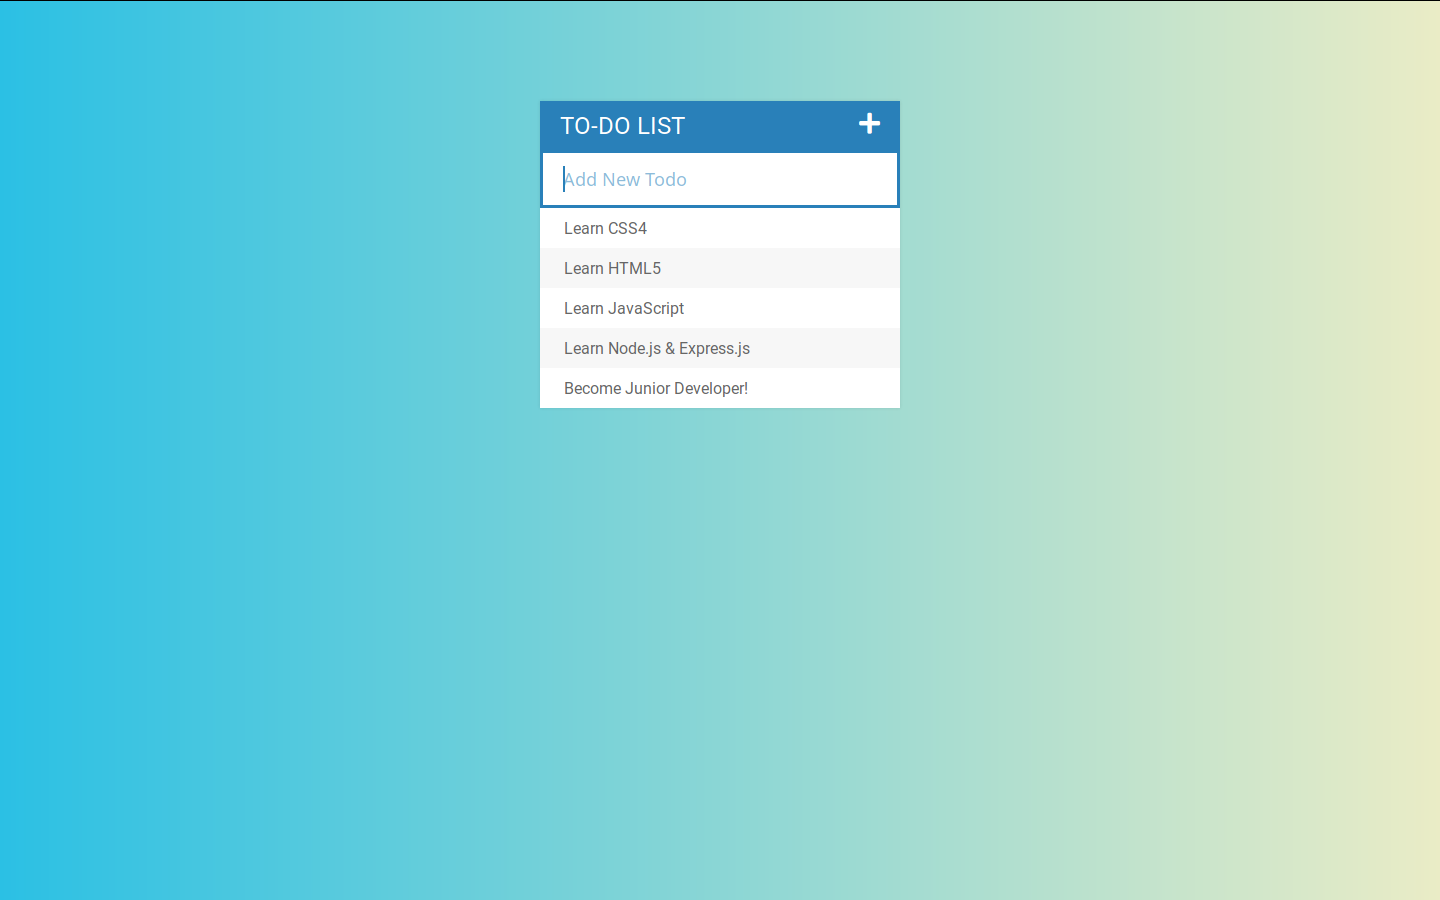 TO-DO LIST
Add New Todo
Learn CSS4
Learn HTML5
Learn JavaScript
Learn Node.js & Express.js
Become Junior Developer!